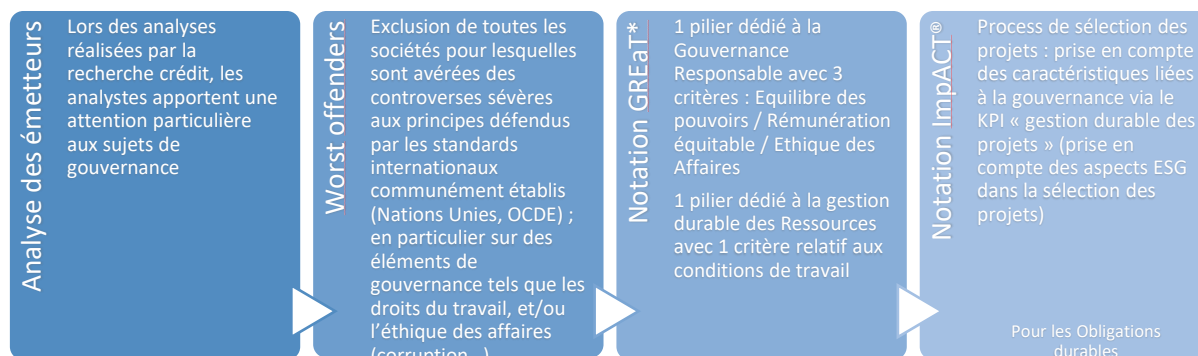 Analyse des émetteurs
Lors des analyses
réalisées par la
recherche crédit, les
analystes apportent une
attention particulière
aux sujets de
gouvernance
Worst offenders
Exclusion de toutes les
sociétés pour lesquelles
sont avérées des
controverses sévères
aux principes défendus
par les standards
internationaux
communément établis
(Nations Unies, OCDE) ;
en particulier sur des
éléments de
gouvernance tels que les
droits du travail, et/ou
l’éthique des affaires
(corruption…)
Notation GREaT*
1 pilier dédié à la
Gouvernance
Responsable avec 3
critères : Equilibre des
pouvoirs / Rémunération
équitable / Ethique des
Affaires
1 pilier dédié à la gestion
durable des Ressources
avec 1 critère relatif aux
conditions de travail
Notation ImpACT®
Process de sélection des
projets : prise en compte
des caractéristiques liées
à la gouvernance via le
KPI « gestion durable des
projets » (prise en
compte des aspects ESG
dans la sélection des
projets)
Pour les Obligations
durables